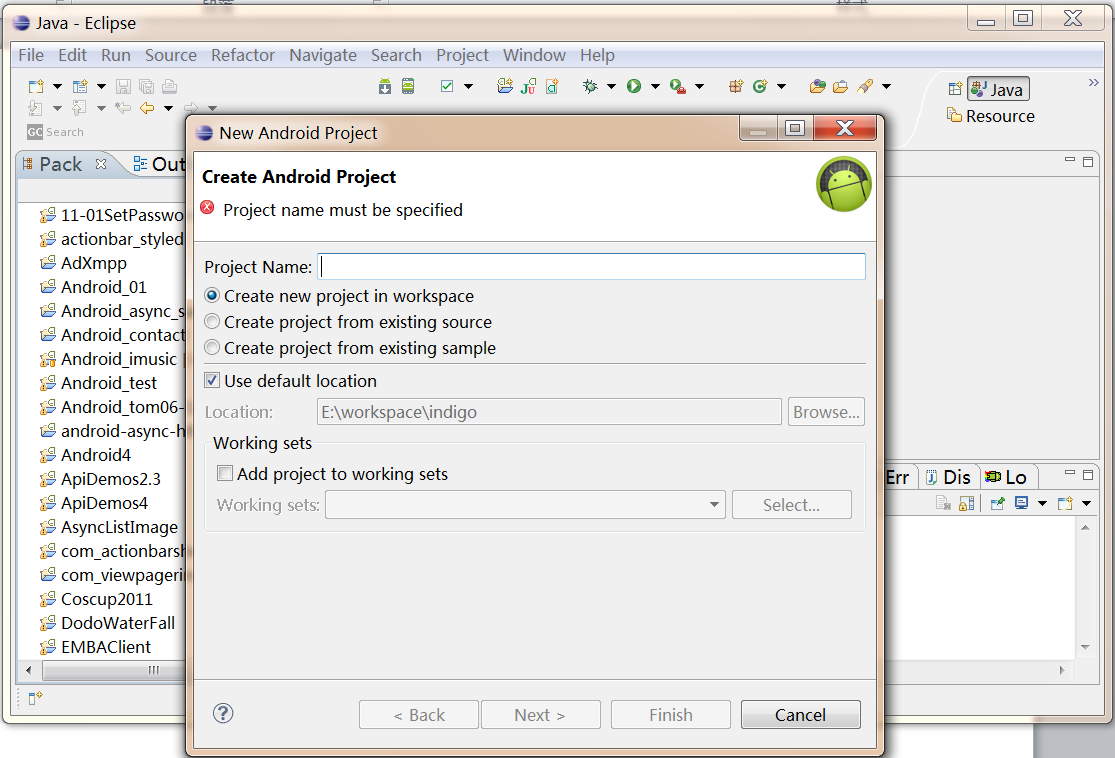 Java - Eclipse
File Edit Run Source Refactor Navigate Search Project Window Help
Java
Resource
GC Search
Pack
Out
11-01SetPasswo
actionbar_styled
AdXmpp
Android_01
Android_async_s
Android_contact
Android_imusic
Android_test
Android_tom06-
android-async-h
Android4
ApiDemos2.3
ApiDemos4
AsyncListImage
com_actionbarsh
com_viewpagerin
Coscup2011
DodoWaterFall
EMBAClient
New Android Project
Create Android Project
Project name must be specified
Project Name:
Create new project in workspace
Create project from existing source
Create project from existing sample
Use default location
Location: E:\workspace\indigo Browse...
Working sets
Add project to working sets
Working sets: Select...
< Back Next > Finish Cancel
Err Dis Lo